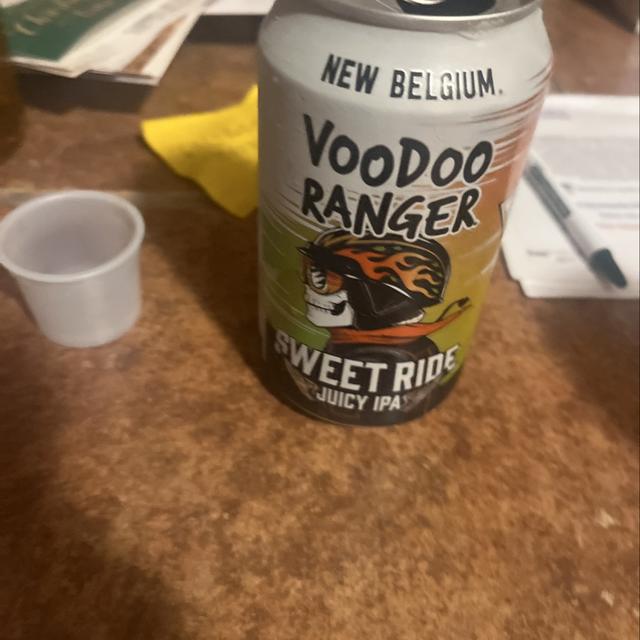 NEW BELGIUM.
VOODOO
RANGER
SWEET RIDE
JUICY IPA